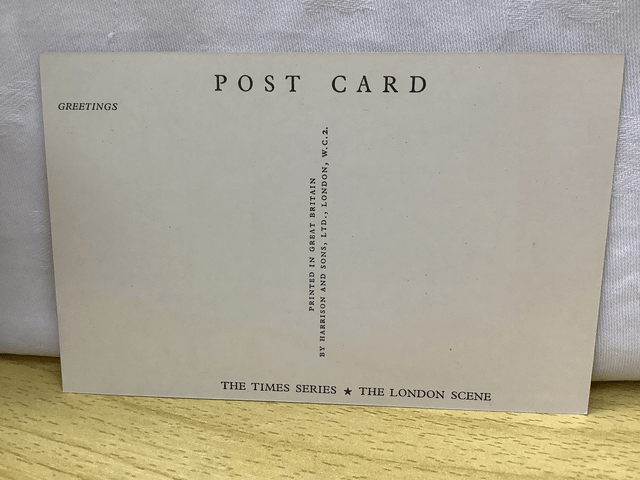 POST CARD
GREETINGS
PRINTED IN GREAT BRITAIN
BY HARRISON AND SONS, LTD., LONDON, W.C.2.
THE TIMES SERIES ★ THE LONDON SCENE